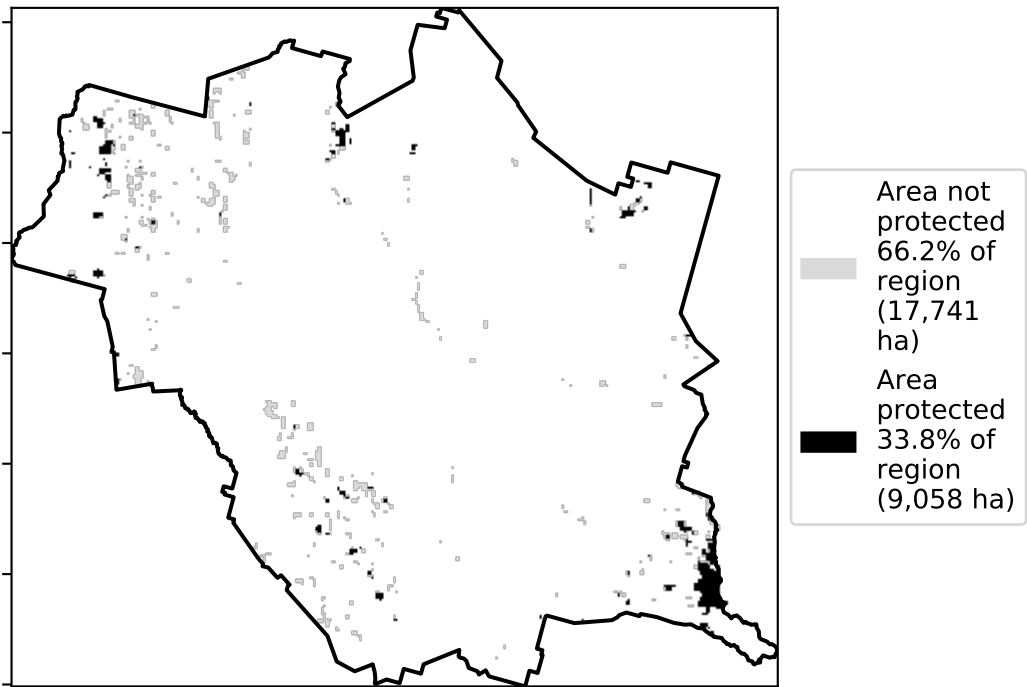 Area not
protected
66.2% of
region
(17,741
ha)
Area
protected
33.8% of
region
(9,058 ha)